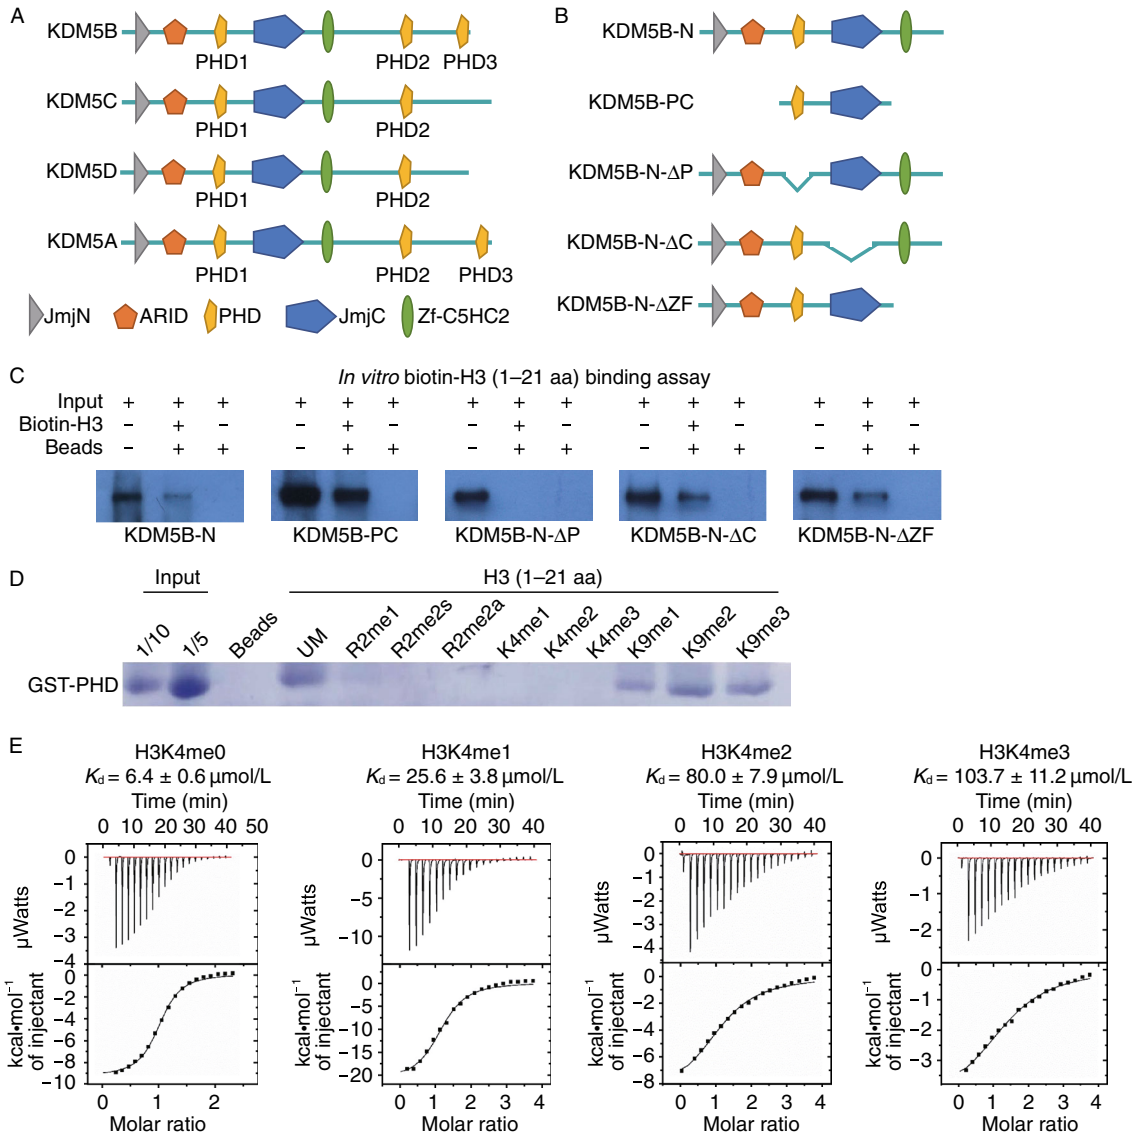 A
KDM5B
PHD1
PHD2
PHD3
KDM5C
PHD1
PHD2
KDM5D
PHD1
PHD2
KDM5A
PHD1
PHD2
PHD3
JmjN
ARID
PHD
JmjC
Zf-C5HC2
B
KDM5B-N
KDM5B-PC
KDM5B-N-ΔP
KDM5B-N-ΔC
KDM5B-N-ΔZF
C
In vitro biotin-H3 (1–21 aa) binding assay
Input + + + + + + + + + + + + + + +
Biotin-H3 – + – – + – – + – – + – – + –
Beads – + + – + + – + + – + + – + +
KDM5B-N
KDM5B-PC
KDM5B-N-ΔP
KDM5B-N-ΔC
KDM5B-N-ΔZF
D
Input
H3 (1–21 aa)
1/10
1/5
Beads
UM
R2me1
R2me2s
R2me2a
K4me1
K4me2
K4me3
K9me1
K9me2
K9me3
GST-PHD
E
H3K4me0
Kd = 6.4 ± 0.6 µmol/L
Time (min)
0 10 20 30 40 50
µWatts
0
−1
−2
−3
−4
kcal•mol⁻¹
of injectant
0
−2
−4
−6
−8
−10
0 1 2
Molar ratio
H3K4me1
Kd = 25.6 ± 3.8 µmol/L
Time (min)
0 10 20 30 40
µWatts
0
−5
−10
kcal•mol⁻¹
of injectant
0
−5
−10
−15
−20
0 1 2 3 4
Molar ratio
H3K4me2
Kd = 80.0 ± 7.9 µmol/L
Time (min)
0 10 20 30 40
µWatts
0
−1
−2
−3
−4
kcal•mol⁻¹
of injectant
0
−2
−4
−6
−8
0 1 2 3 4
Molar ratio
H3K4me3
Kd = 103.7 ± 11.2 µmol/L
Time (min)
0 10 20 30 40
µWatts
0
−1
−2
kcal•mol⁻¹
of injectant
0
−1
−2
−3
0 1 2 3 4
Molar ratio